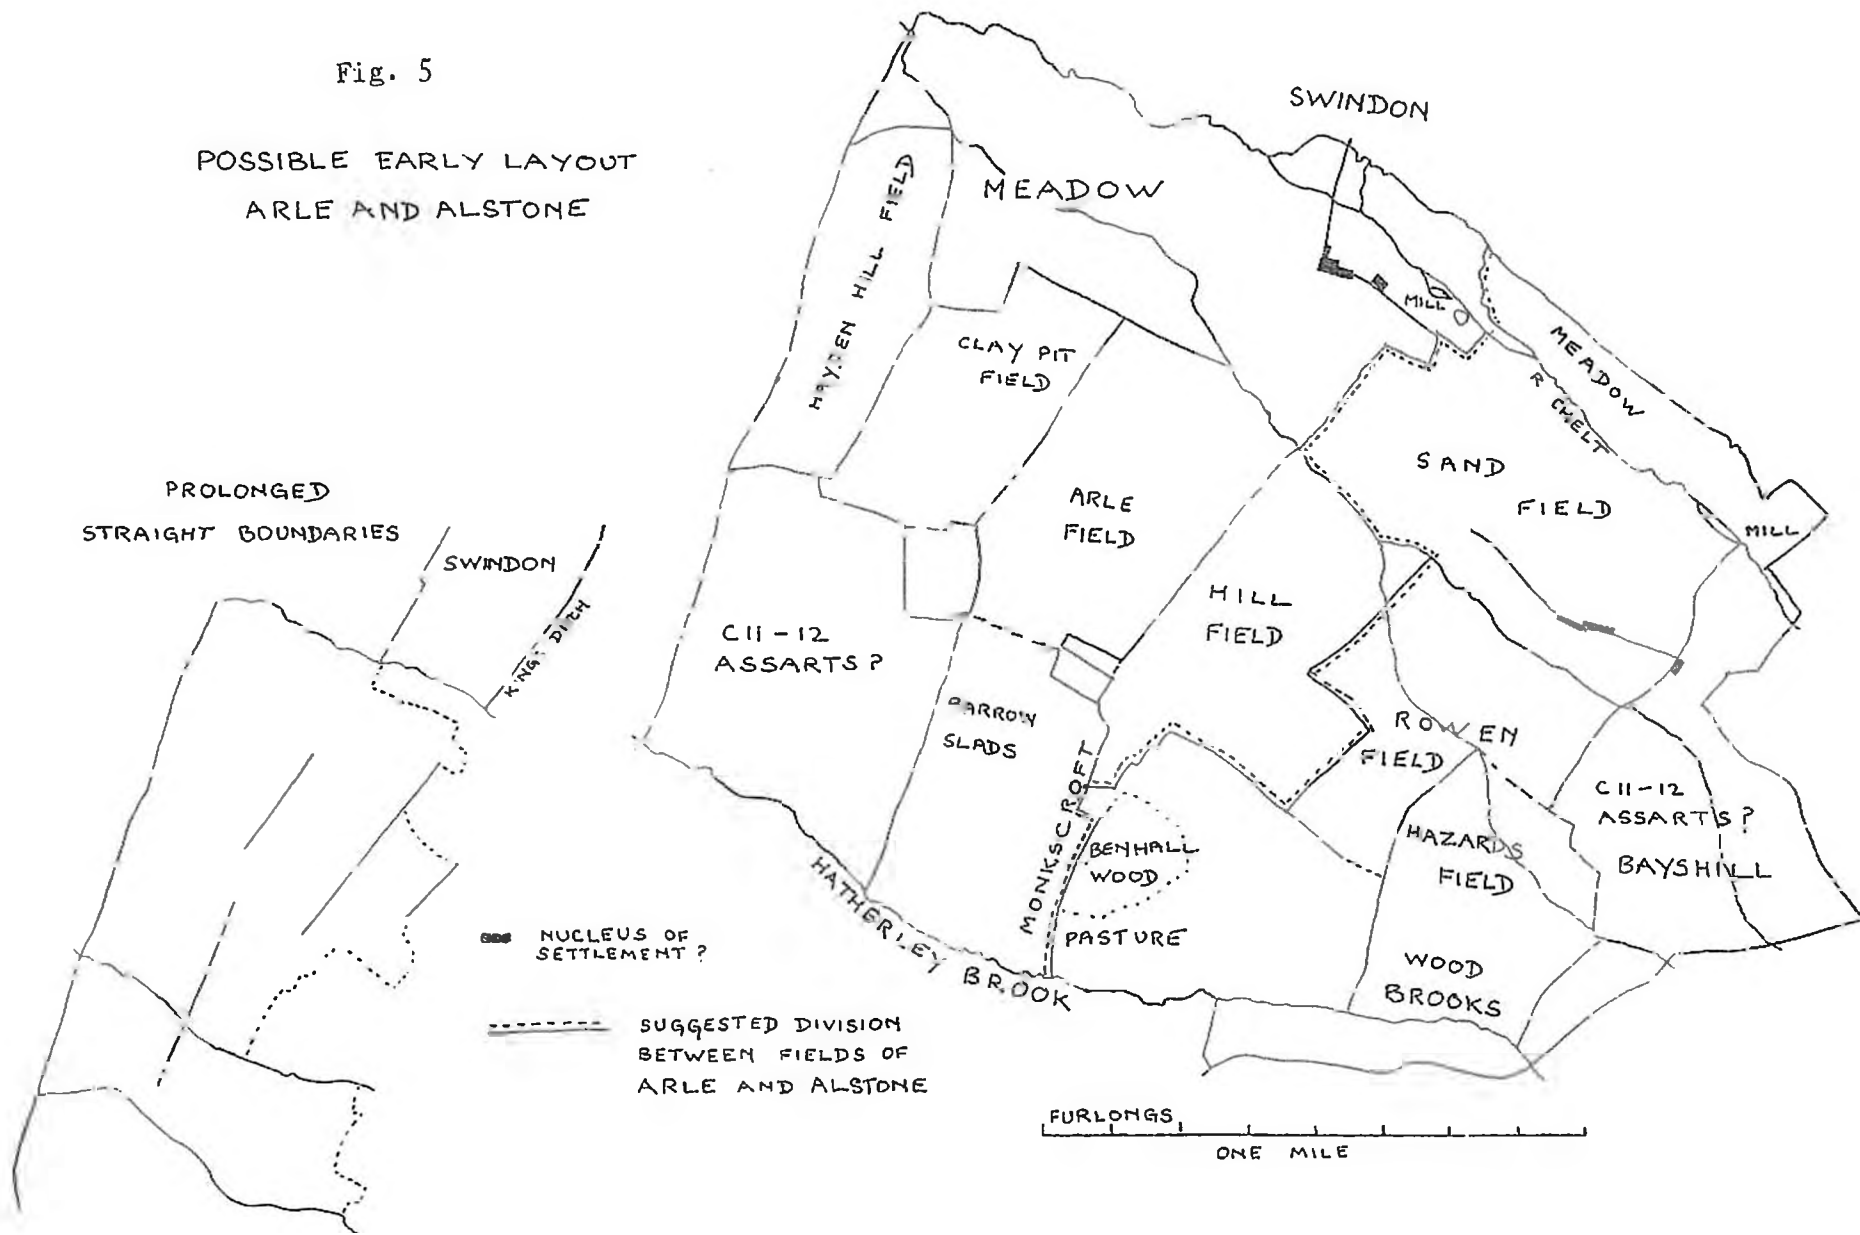 Fig. 5
POSSIBLE EARLY LAYOUT
ARLE AND ALSTONE
SWINDON
MEADOW
HAYDEN HILL FIELD
MILL
CLAY PIT
FIELD
MEADOW
R CHELT
SAND
FIELD
MILL
ARLE
FIELD
HILL
FIELD
C11-12
ASSARTS?
BARROW
SLADS
ROWEN
FIELD
MONKSCROFT
BENHALL
WOOD
PASTURE
HAZARDS
FIELD
C11-12
ASSARTS?
BAYSHILL
WOOD
BROOKS
HATHERLEY BROOK
PROLONGED
STRAIGHT BOUNDARIES
SWINDON
KINGS DITCH
NUCLEUS OF
SETTLEMENT?
SUGGESTED DIVISION
BETWEEN FIELDS OF
ARLE AND ALSTONE
FURLONGS
ONE MILE